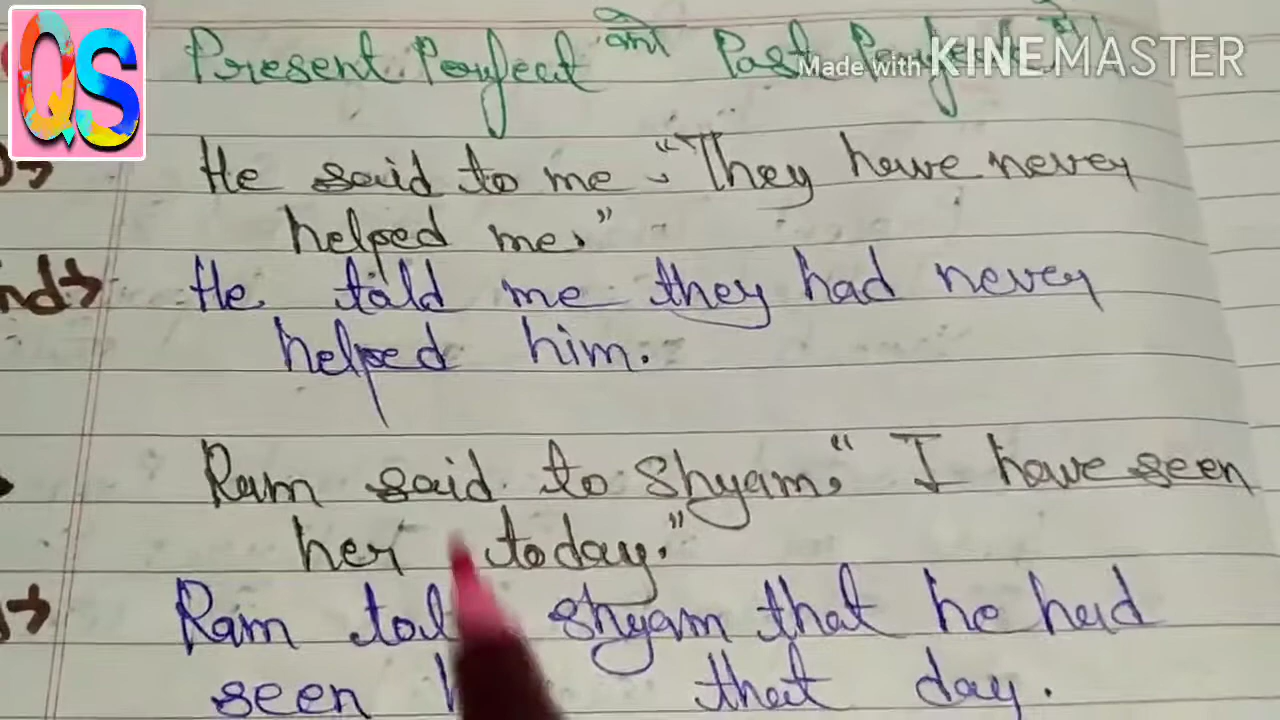 QS
Present Perfect को Past Perfect में
Made with KINEMASTER
He said to me, "They have never
helped me."
He told me they had never
helped him.
Ram said to Shyam, "I have seen
her today."
Ram tol shyam that he had
seen that day.